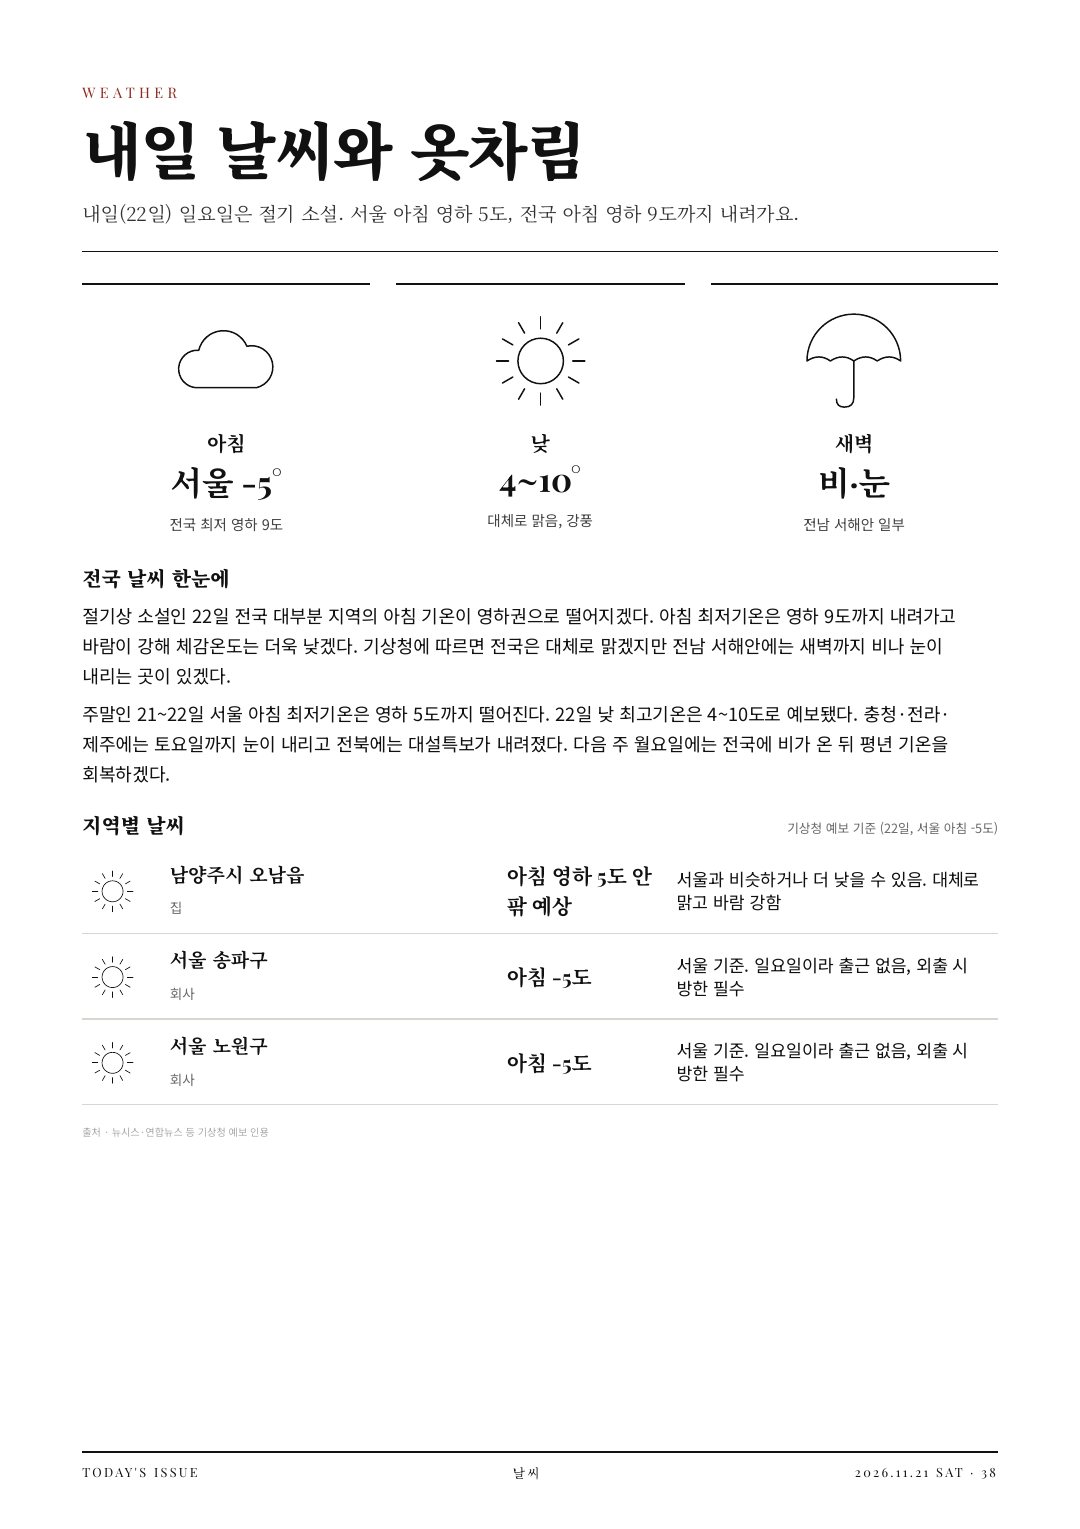 WEATHER
내일 날씨와 옷차림
내일(22일) 일요일은 절기 소설. 서울 아침 영하 5도, 전국 아침 영하 9도까지 내려가요.
아침
서울 -5°
전국 최저 영하 9도
낮
4~10°
대체로 맑음, 강풍
새벽
비·눈
전남 서해안 일부
전국 날씨 한눈에
절기상 소설인 22일 전국 대부분 지역의 아침 기온이 영하권으로 떨어지겠다. 아침 최저기온은 영하 9도까지 내려가고
바람이 강해 체감온도는 더욱 낮겠다. 기상청에 따르면 전국은 대체로 맑겠지만 전남 서해안에는 새벽까지 비나 눈이
내리는 곳이 있겠다.
주말인 21~22일 서울 아침 최저기온은 영하 5도까지 떨어진다. 22일 낮 최고기온은 4~10도로 예보됐다. 충청·전라·
제주에는 토요일까지 눈이 내리고 전북에는 대설특보가 내려졌다. 다음 주 월요일에는 전국에 비가 온 뒤 평년 기온을
회복하겠다.
지역별 날씨
기상청 예보 기준 (22일, 서울 아침 -5도)
남양주시 오남읍
집
아침 영하 5도 안
팎 예상
서울과 비슷하거나 더 낮을 수 있음. 대체로
맑고 바람 강함
서울 송파구
회사
아침 -5도
서울 기준. 일요일이라 출근 없음, 외출 시
방한 필수
서울 노원구
회사
아침 -5도
서울 기준. 일요일이라 출근 없음, 외출 시
방한 필수
출처 · 뉴시스·연합뉴스 등 기상청 예보 인용
TODAY'S ISSUE
날씨
2026.11.21 SAT · 38